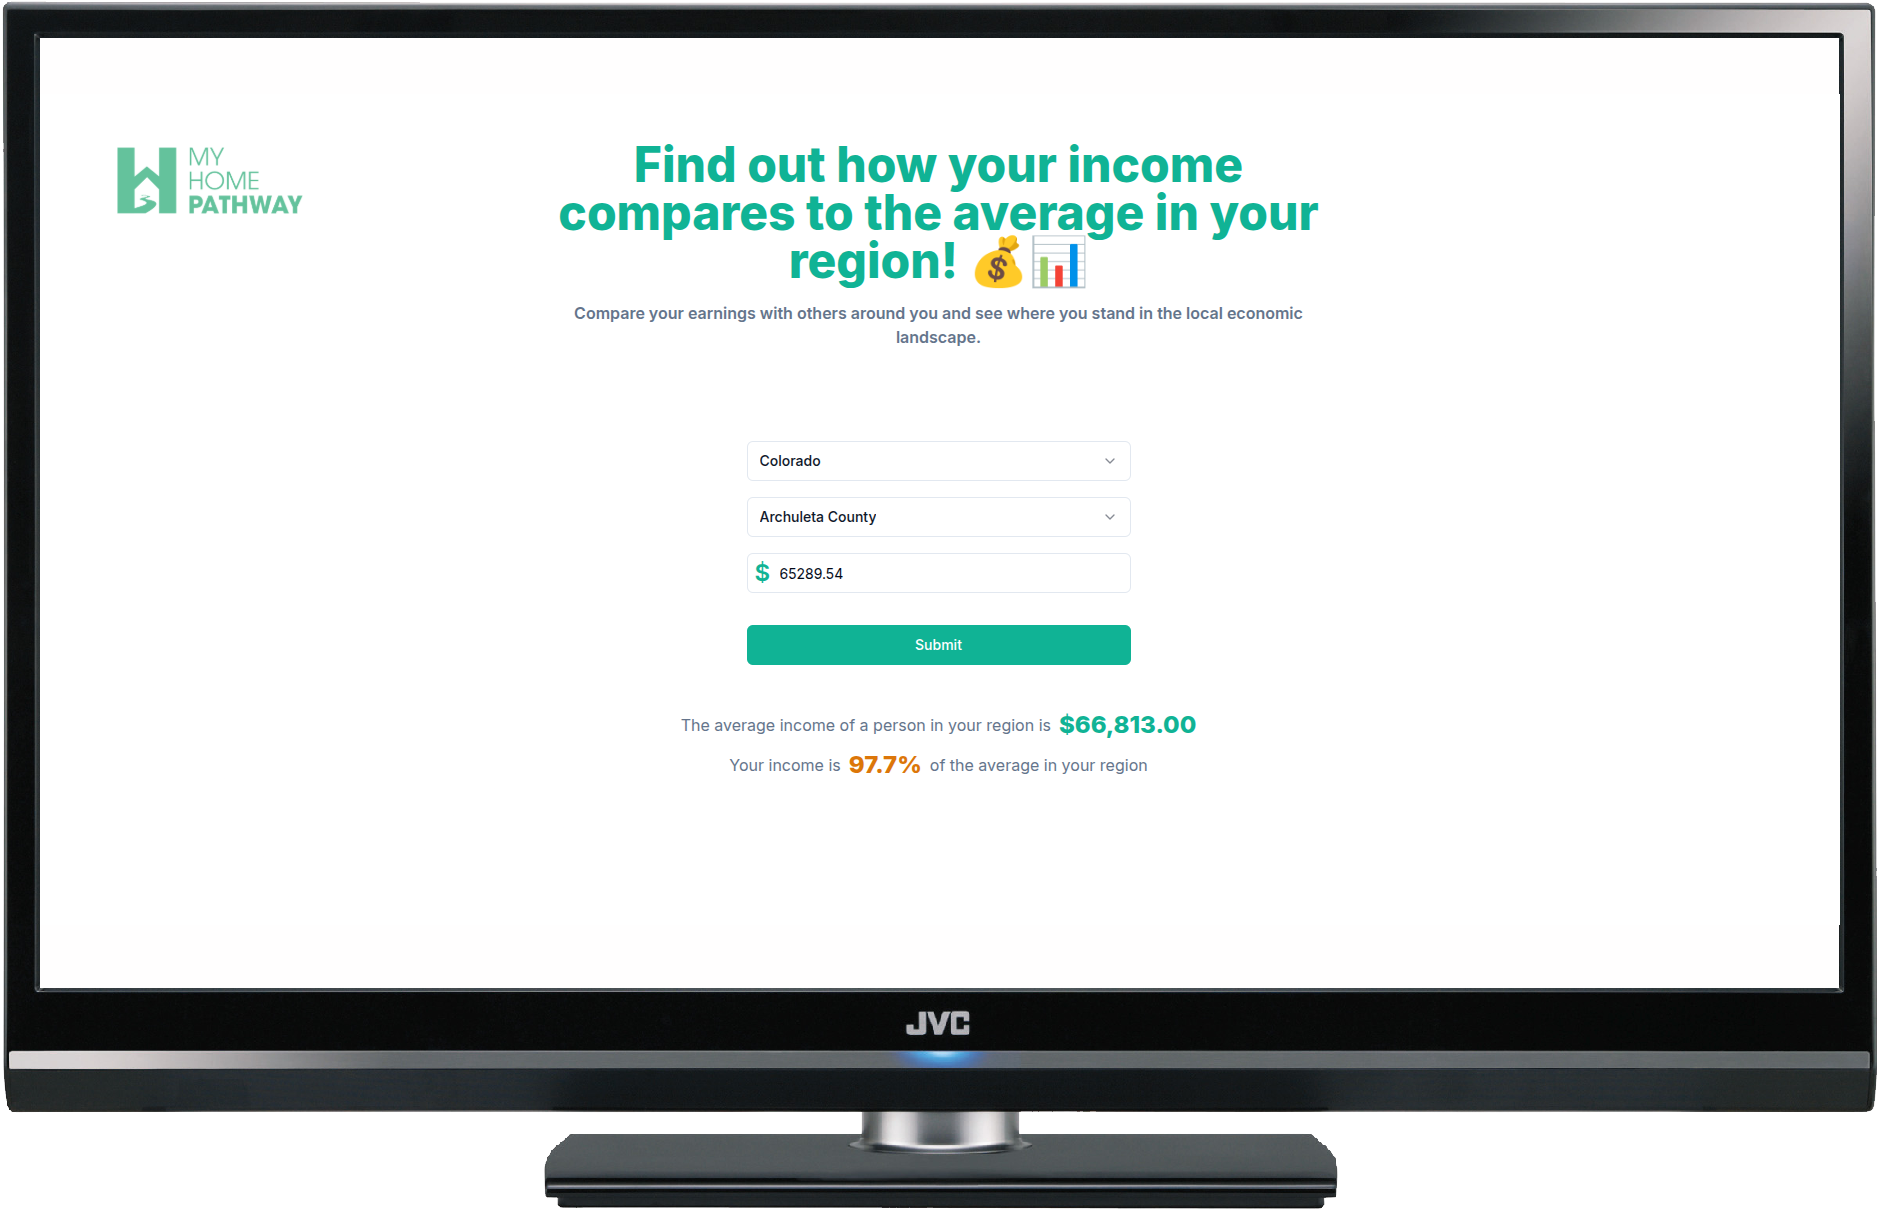 MY
HOME
PATHWAY
Find out how your income
compares to the average in your
region! 💰📊
Compare your earnings with others around you and see where you stand in the local economic
landscape.
Colorado
Archuleta County
$ 65289.54
Submit
The average income of a person in your region is $66,813.00
Your income is 97.7% of the average in your region
JVC